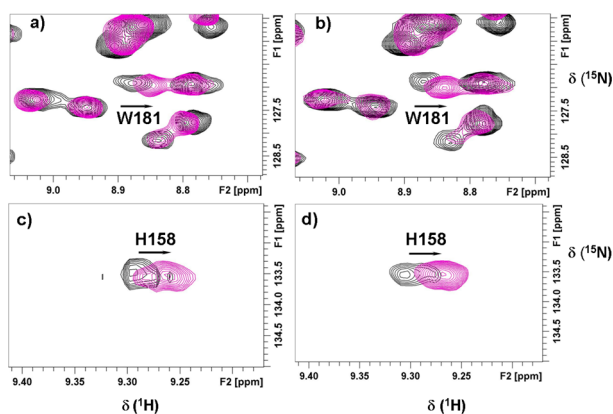 a)
W181
F1 [ppm]
127.5
128.5
9.0
8.9
8.8
F2 [ppm]
b)
W181
F1 [ppm]
127.5
128.5
δ (¹⁵N)
9.0
8.9
8.8
F2 [ppm]
c)
H158
F1 [ppm]
133.5
134.0
134.5
9.40
9.35
9.30
9.25
F2 [ppm]
δ (¹H)
d)
H158
F1 [ppm]
133.5
134.0
134.5
δ (¹⁵N)
9.40
9.35
9.30
9.25
F2 [ppm]
δ (¹H)